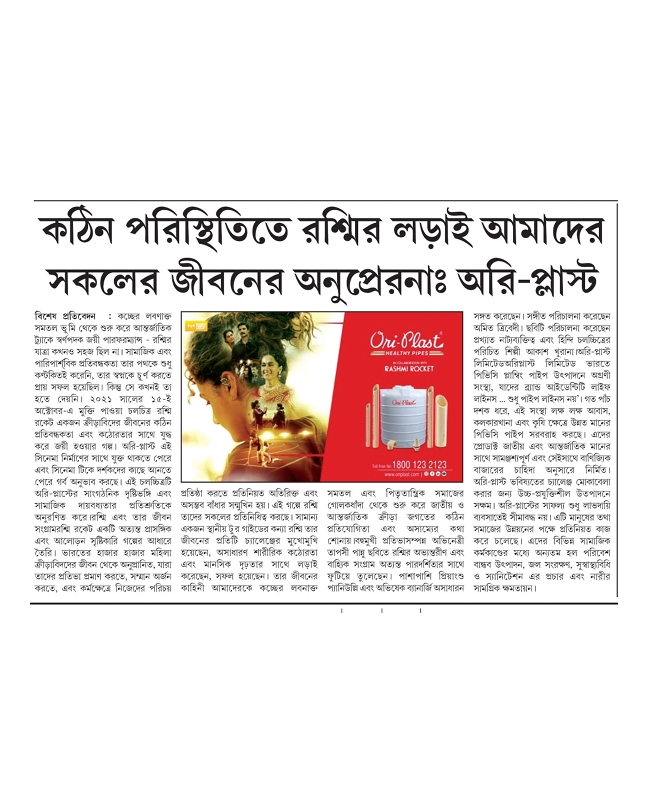 কঠিন পরিস্থিতিতে রশ্মির লড়াই আমাদের
সকলের জীবনের অনুপ্রেরনাঃ অরি-প্লাস্ট
বিশেষ প্রতিবেদন : কচ্ছের লবণাক্ত
সমতল ভূমি থেকে শুরু করে আন্তর্জাতিক
ট্র্যাকে স্বর্ণপদক জয়ী পারফরম্যান্স - রশ্মির
যাত্রা কখনও সহজ ছিল না। সামাজিক এবং
পারিপার্শ্বিক প্রতিবন্ধকতা তার পথকে শুধু
কণ্টকিতই করেনি, তার স্বপ্নকে চূর্ণ করতে
প্রায় সফল হয়েছিল। কিন্তু সে কখনই তা
হতে দেয়নি। ২০২১ সালের ১৫-ই
অক্টোবর-এ মুক্তি পাওয়া চলচিত্র রশ্মি
রকেট একজন ক্রীড়াবিদের জীবনের কঠিন
প্রতিবন্ধকতা এবং কঠোরতার সাথে যুদ্ধ
করে জয়ী হওয়ার গল্প। অরি-প্লাস্ট এই
সিনেমা নির্মাণের সাথে যুক্ত থাকতে পেরে
এবং সিনেমা টিকে দর্শকদের কাছে আনতে
পেরে গর্ব অনুভব করছে। এই চলচ্চিত্রটি
অরি-প্লাস্টের সাংগঠনিক দৃষ্টিভঙ্গি এবং
সামাজিক দায়বধ্যতার প্রতিশ্রুতিকে
অনুরণিত করে।রশ্মি এবং তার জীবন
সংগ্রামরশ্মি রকেট একটি অত্যন্ত প্রাসঙ্গিক
এবং আলোড়ন সৃষ্টিকারি গল্পের আধারে
তৈরি। ভারতের হাজার হাজার মহিলা
ক্রীড়াবিদদের জীবন থেকে অনুপ্রানিত, যারা
তাদের প্রতিভা প্রমাণ করতে, সম্মান অর্জন
করতে, এবং কর্মক্ষেত্রে নিজেদের পরিচয়
Ori-Plast
HEALTHY PIPES
IN COLLABORATION WITH
RASHMI ROCKET
Toll Free No: 1800 123 2123
www.oriplast.com
প্রতিষ্ঠা করতে প্রতিনিয়ত অতিরিক্ত এবং
অসম্ভব বাঁধার সম্মুখিন হয়। এই গল্পে রশ্মি
তাদের সকলের প্রতিনিধিত্ব করছে। সামান্য
একজন স্থানীয় টুর গাইডের কন্যা রশ্মি তার
জীবনের প্রতিটি চ্যালেঞ্জের মুখোমুখি
হয়েছেন, অসাধারণ শারীরিক কঠোরতা
এবং মানসিক দৃঢ়তার সাথে লড়াই
করেছেন, সফল হয়েছেন। তার জীবনের
কাহিনী আমাদেরকে কচ্ছের লবনাক্ত
সমতল এবং পিতৃতান্ত্রিক সমাজের
গোলকধাঁদা থেকে শুরু করে জাতীয় ও
আন্তর্জাতিক ক্রীড়া জগতের কঠিন
প্রতিযোগিতা এবং অসাম্যের কথা
শোনায়।বহুমুখী প্রতিভাসম্পন্ন অভিনেত্রী
তাপসী পান্নু ছবিতে রশ্মির অভ্যন্তরীণ এবং
বাহ্যিক সংগ্রাম অত্যন্ত পারদর্শিতার সাথে
ফুটিয়ে তুলেছেন। পাশাপাশি প্রিয়াংশু
প্যানিউল্লি এবং অভিষেক ব্যানার্জি অসাধারন
সঙ্গত করেছেন। সঙ্গীত পরিচালনা করেছেন
অমিত ত্রিবেদী। ছবিটি পরিচালনা করেছেন
প্রখ্যাত নাট্যব্যক্তিত্ব এবং হিন্দি চলচ্চিত্রের
পরিচিত শিল্পী আকাশ খুরানা।অরি-প্লাস্ট
লিমিটেডঅরিপ্লাস্ট লিমিটেড ভারতে
পিভিসি প্লাম্বিং পাইপ উৎপাদনে অগ্রণী
সংস্থা, যাদের ব্র্যান্ড আইডেন্টিটি লাইফ
লাইনস ... শুধু পাইপ লাইনস নয়'। গত পাঁচ
দশক ধরে, এই সংস্থা লক্ষ লক্ষ আবাস,
কলকারখানা এবং কৃষি ক্ষেত্রে উন্নত মানের
পিভিসি পাইপ সরবরাহ করছে। এদের
প্রোডাক্ট জাতীয় এবং আন্তর্জাতিক মানের
সাথে সামঞ্জস্যপূর্ণ এবং সেইসাথে বাণিজ্যিক
বাজারের চাহিদা অনুসারে নির্মিত।
অরি-প্লাস্ট ভবিষ্যতের চ্যালেঞ্জ মোকাবেলা
করার জন্য উচ্চ-প্রযুক্তিশীল উতপাদনে
সক্ষম। অরি-প্লাস্টের সাফল্য শুধু লাভদায়ি
ব্যবসাতেই সীমাবদ্ধ নয়। এটি মানুষের তথা
সমাজের উন্নয়নের পক্ষে প্রতিনিয়ত কাজ
করে চলেছে। এদের বিভিন্ন সামাজিক
কর্মকাণ্ডের মধ্যে অন্যতম হল পরিবেশ
বান্ধব উৎপাদন, জল সংরক্ষণ, সুস্বাস্থ্যবিধি
ও স্যানিটেশন এর প্রচার এবং নারীর
সামগ্রিক ক্ষমতায়ন।